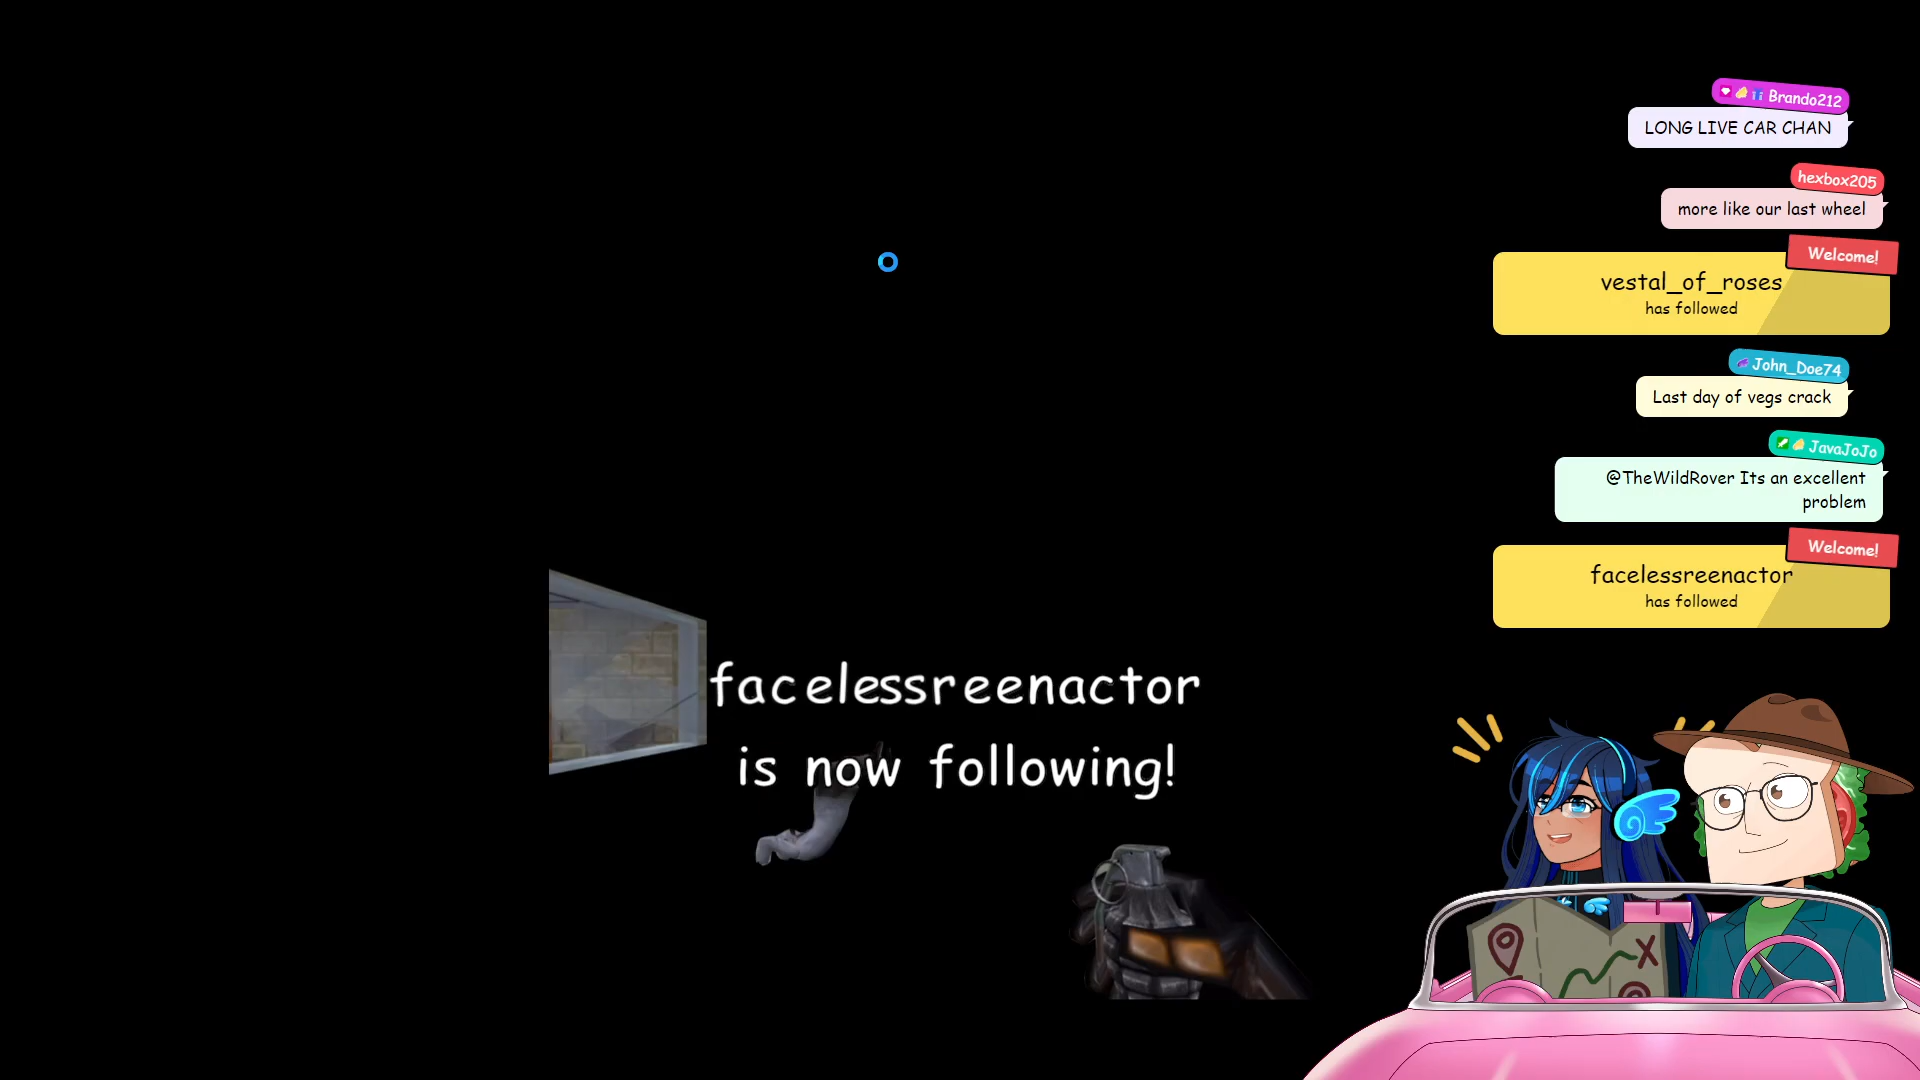 Brando212
LONG LIVE CAR CHAN
hexbox205
more like our last wheel
Welcome!
vestal_of_roses
has followed
John_Doe74
Last day of vegs crack
JavaJoJo
@TheWildRover Its an excellent
problem
Welcome!
facelessreenactor
has followed
facelessreenactor
is now following!